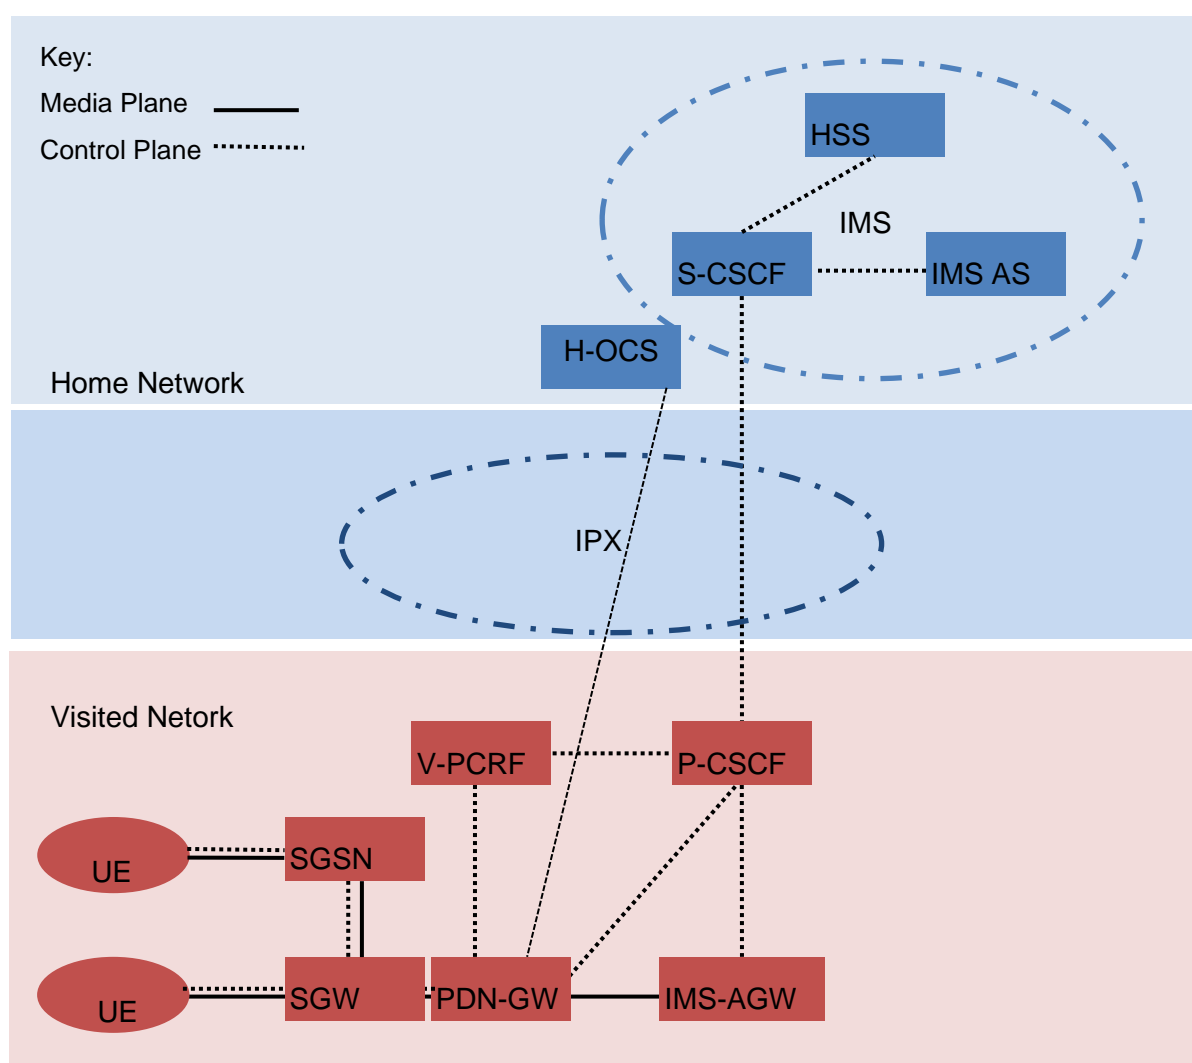 Key:
Media Plane
Control Plane
HSS
IMS
S-CSCF
IMS AS
H-OCS
Home Network
IPX
Visited Netork
V-PCRF
P-CSCF
UE
SGSN
UE
SGW
PDN-GW
IMS-AGW